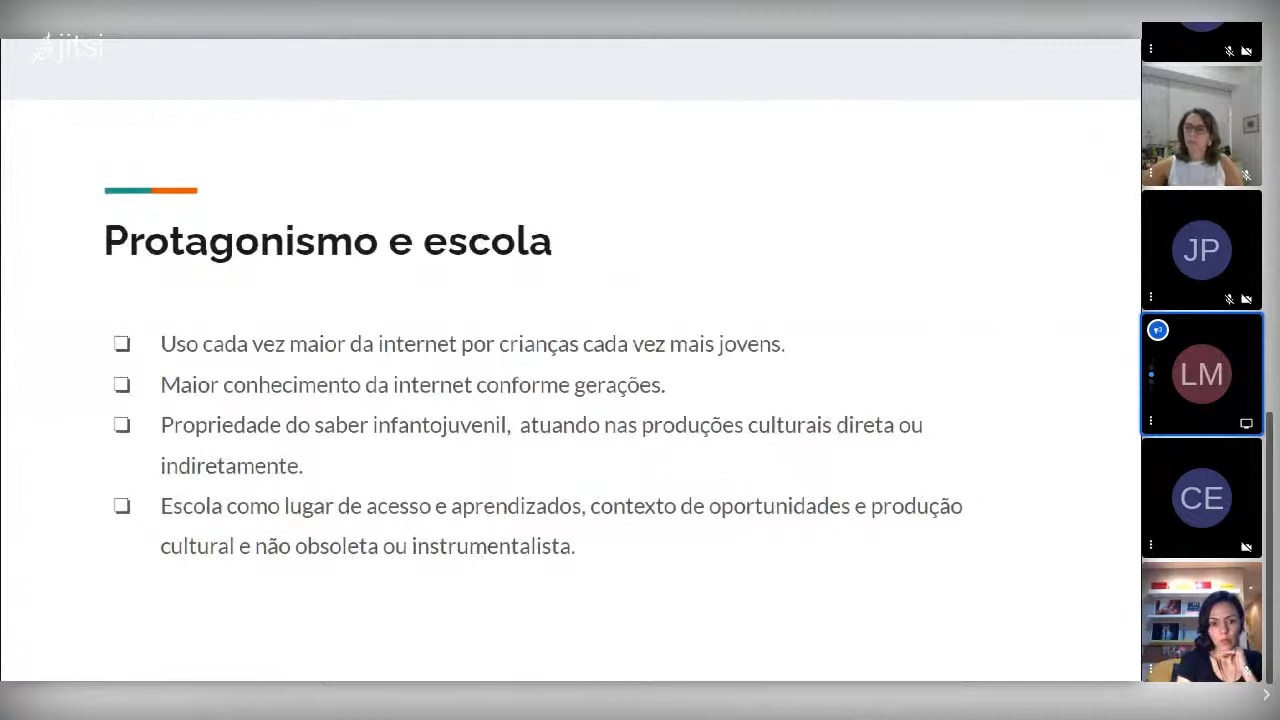 jitsi
Protagonismo e escola
Uso cada vez maior da internet por crianças cada vez mais jovens.
Maior conhecimento da internet conforme gerações.
Propriedade do saber infantojuvenil, atuando nas produções culturais direta ou
indiretamente.
Escola como lugar de acesso e aprendizados, contexto de oportunidades e produção
cultural e não obsoleta ou instrumentalista.
JP
LM
CE